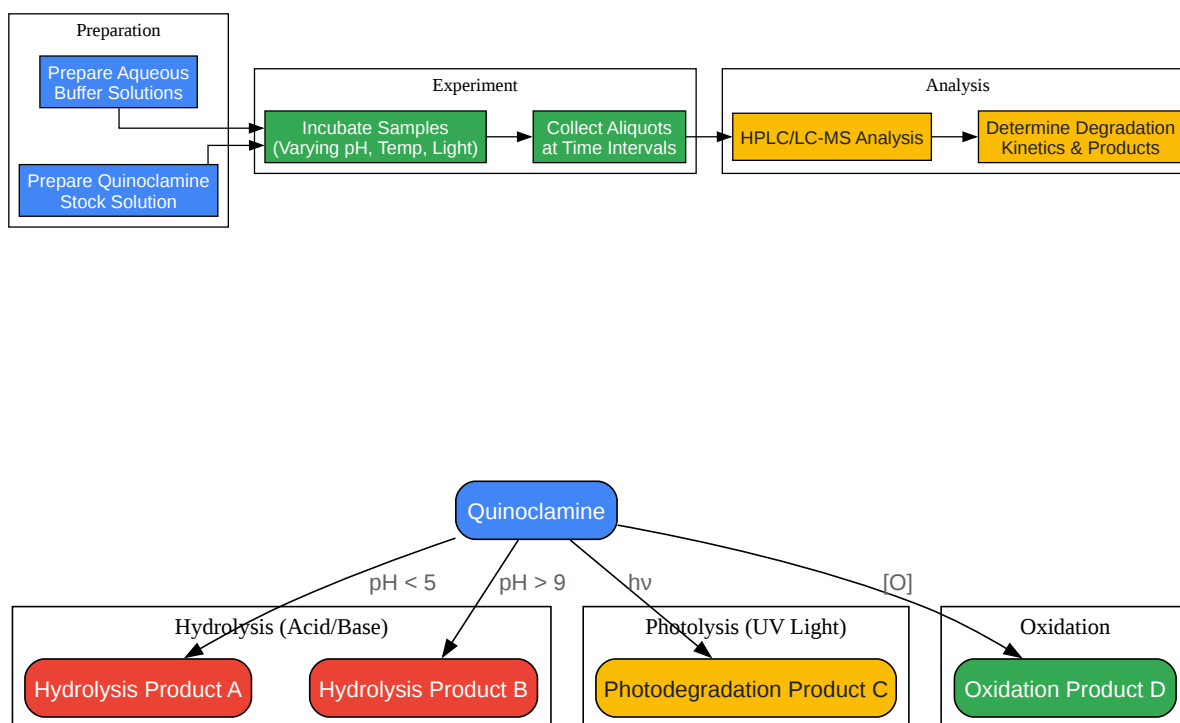 Preparation
Prepare Aqueous
Buffer Solutions
Prepare Quinoclamine
Stock Solution
Experiment
Incubate Samples
(Varying pH, Temp, Light)
Collect Aliquots
at Time Intervals
Analysis
HPLC/LC-MS Analysis
Determine Degradation
Kinetics & Products
Quinoclamine
pH < 5
pH > 9
hν
[O]
Hydrolysis (Acid/Base)
Photolysis (UV Light)
Oxidation
Hydrolysis Product A
Hydrolysis Product B
Photodegradation Product C
Oxidation Product D